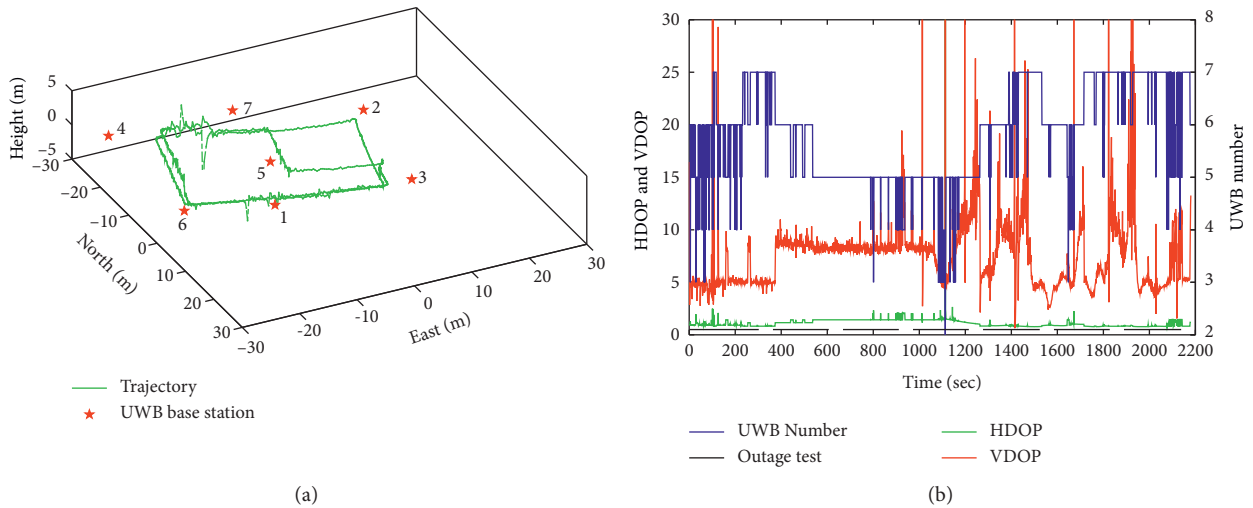 5
0
-5
-30
-20
-10
0
10
20
30
Height (m)
North (m)
-30
-20
-10
0
10
20
30
East (m)
4
7
2
5
3
6
1
Trajectory
UWB base station
(a)
30
25
20
15
10
5
0
HDOP and VDOP
8
7
6
5
4
3
2
UWB number
0 200 400 600 800 1000 1200 1400 1600 1800 2000 2200
Time (sec)
UWB Number
Outage test
HDOP
VDOP
(b)